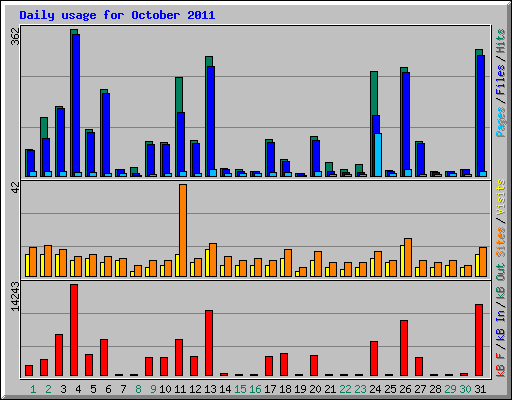 Daily usage for October 2011
362
42
14243
Pages / Files / Hits
Sites / Visits
kB F / kB In / kB Out
1 2 3 4 5 6 7 8 9 10 11 12 13 14 15 16 17 18 19 20 21 22 23 24 25 26 27 28 29 30 31